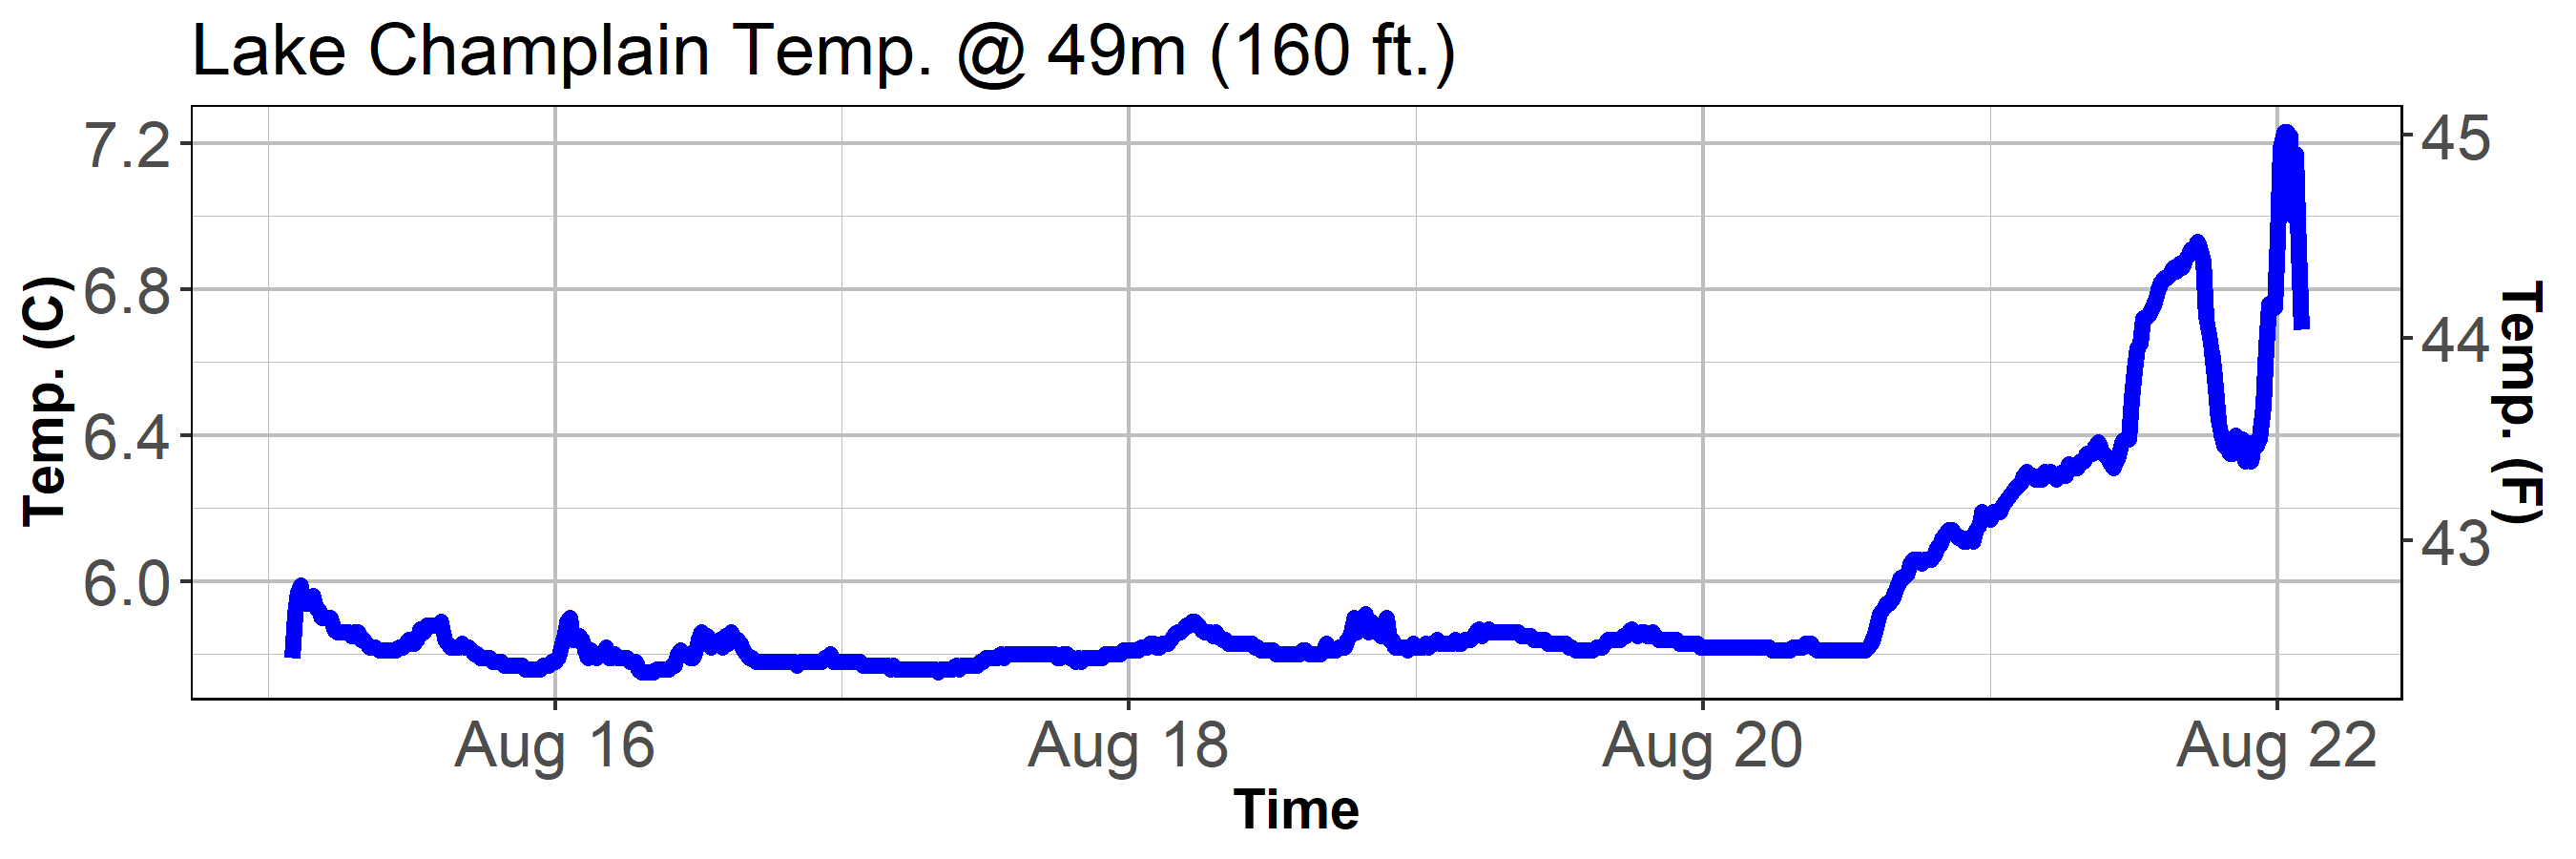 Lake Champlain Temp. @ 49m (160 ft.)
7.2
6.8
6.4
6.0
Temp. (C)
45
44
43
Temp. (F)
Aug 16
Aug 18
Aug 20
Aug 22
Time